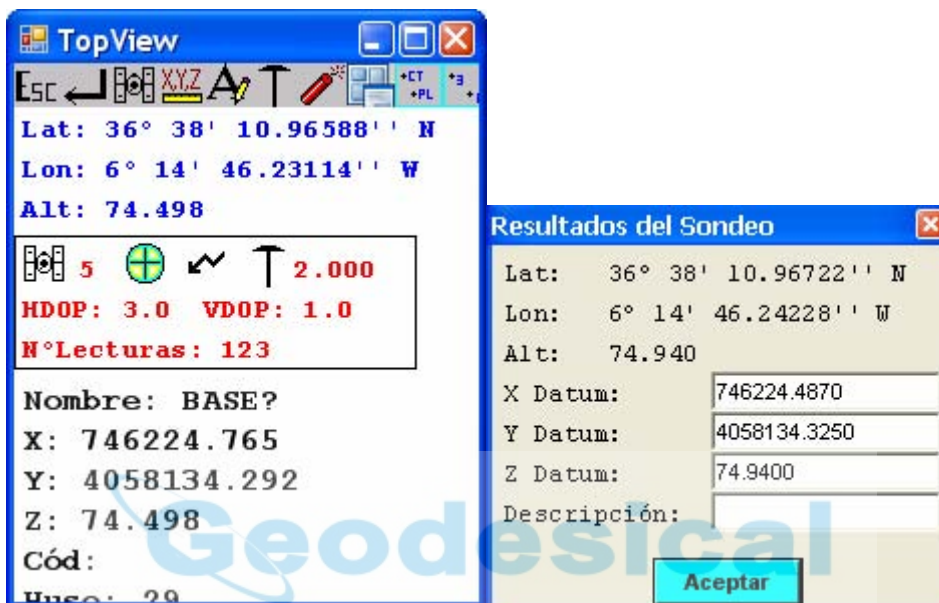 TopView
ESC
X,Y,Z
+CT
+PL
+3
Lat: 36° 38' 10.96588'' N
Lon: 6° 14' 46.23114'' W
Alt: 74.498
5 2.000
HDOP: 3.0 VDOP: 1.0
NºLecturas: 123
Nombre: BASE?
X: 746224.765
Y: 4058134.292
Z: 74.498
Cód:
Huso: 29
Resultados del Sondeo
Lat: 36° 38' 10.96722'' N
Lon: 6° 14' 46.24228'' W
Alt: 74.940
X Datum: 746224.4870
Y Datum: 4058134.3250
Z Datum: 74.9400
Descripción:
Aceptar
Geodesical